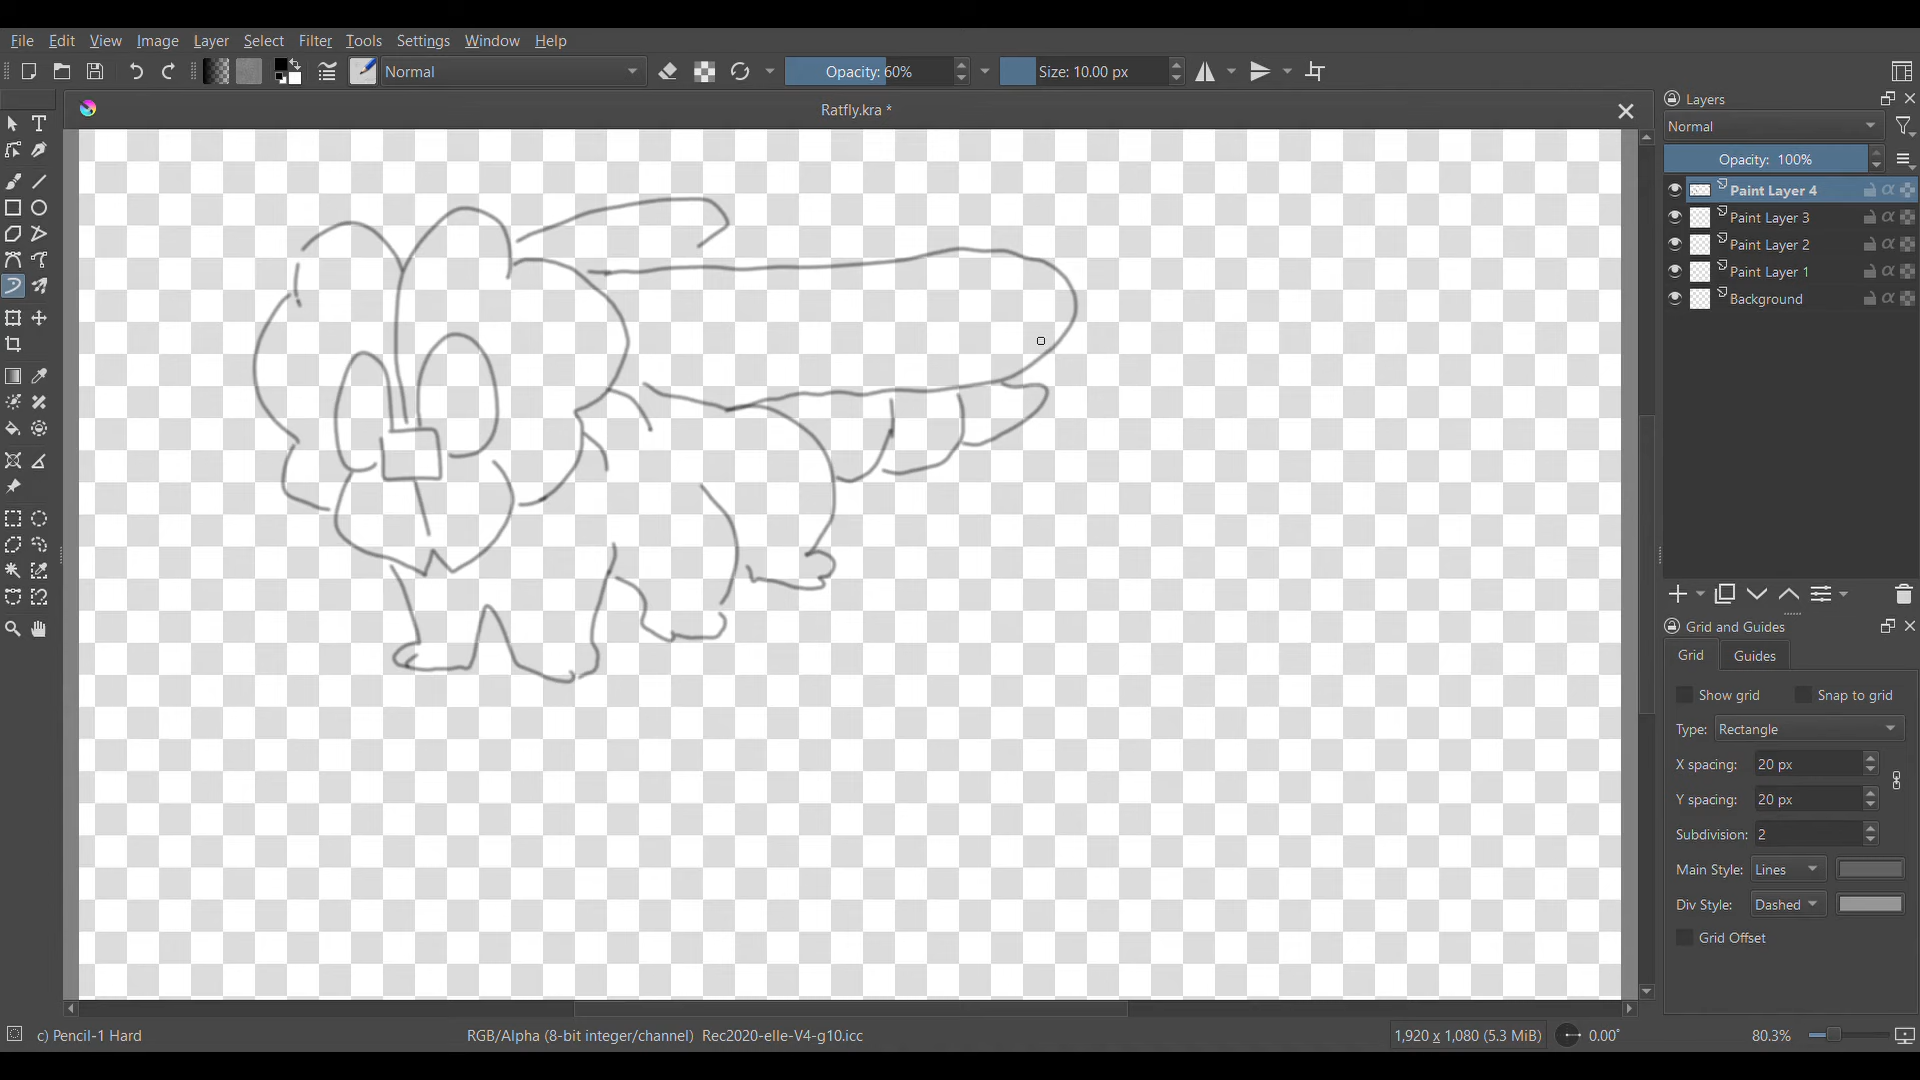 File Edit View Image Layer Select Filter Tools Settings Window Help
Normal Opacity: 60% Size: 10.00 px
Ratfly.kra *
Layers
Normal
Opacity: 100%
Paint Layer 4
Paint Layer 3
Paint Layer 2
Paint Layer 1
Background
Grid and Guides
Grid Guides
Show grid Snap to grid
Type: Rectangle
X spacing: 20 px
Y spacing: 20 px
Subdivision: 2
Main Style: Lines
Div Style: Dashed
Grid Offset
c) Pencil-1 Hard RGB/Alpha (8-bit integer/channel) Rec2020-elle-V4-g10.icc 1,920 x 1,080 (5.3 MiB) 0.00° 80.3%